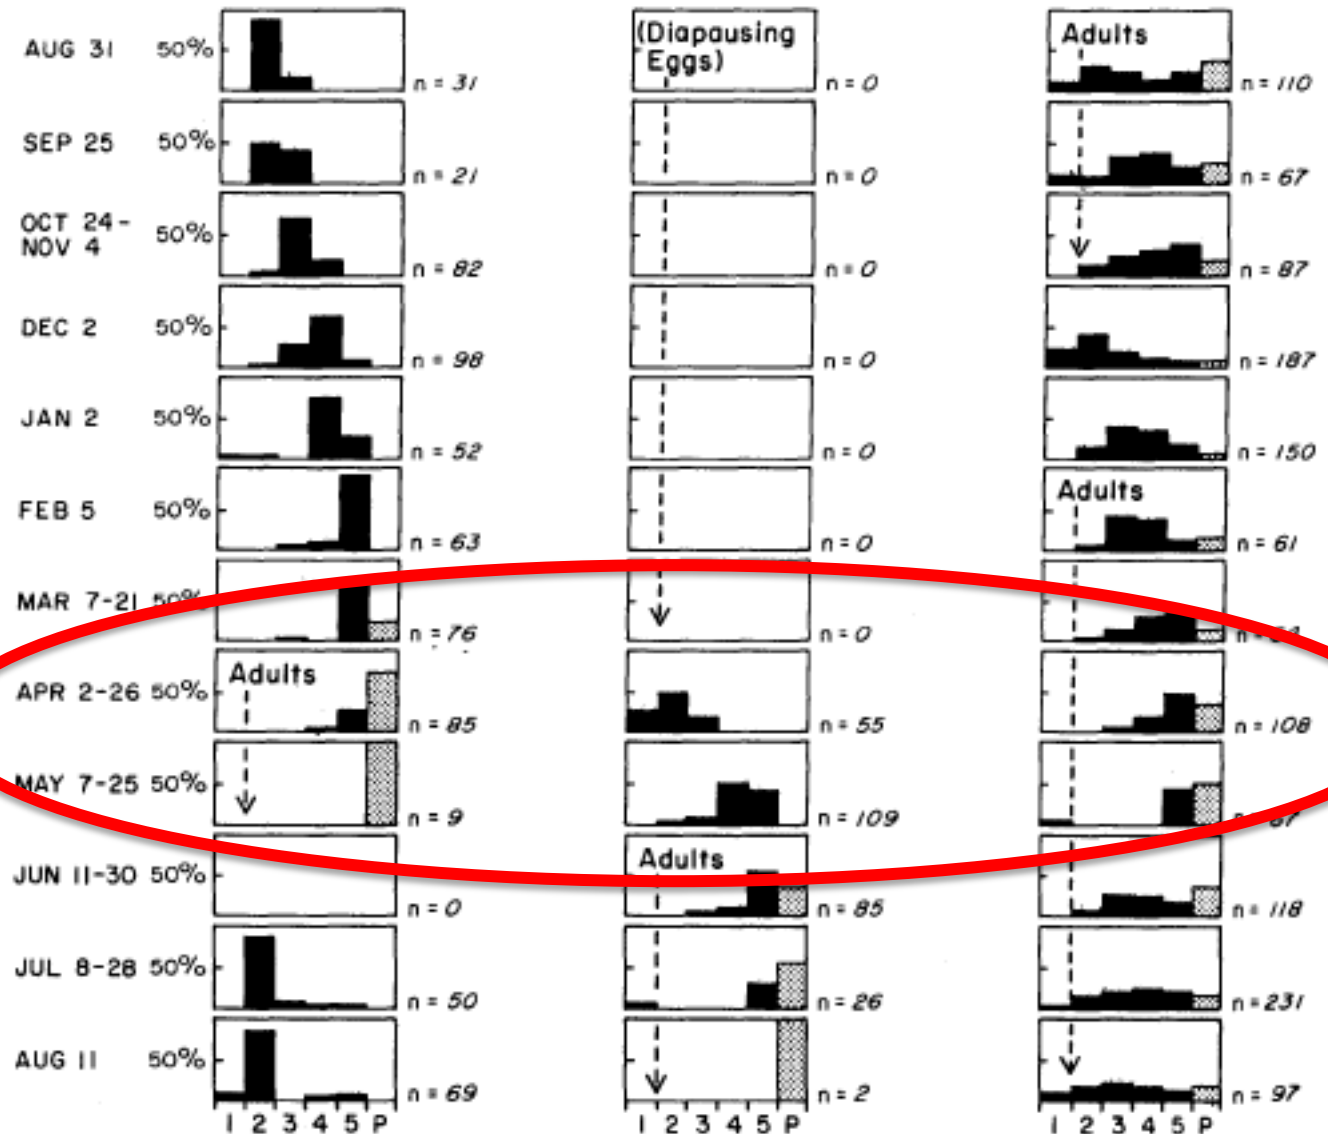 AUG 31 50% n = 31 (Diapausing Eggs) n = 0 Adults n = 110
SEP 25 50% n = 21 n = 0 n = 67
OCT 24-
NOV 4 50% n = 82 n = 0 n = 87
DEC 2 50% n = 98 n = 0 n = 187
JAN 2 50% n = 52 n = 0 n = 150
FEB 5 50% n = 63 n = 0 Adults n = 61
MAR 7-21 50% n = 76 n = 0
APR 2-26 50% Adults n = 85 n = 55 n = 108
MAY 7-25 50% n = 9 n = 109
JUN 11-30 50% n = 0 Adults n = 85 n = 118
JUL 8-28 50% n = 50 n = 26 n = 231
AUG 11 50% n = 69 n = 2 n = 97
1 2 3 4 5 P 1 2 3 4 5 P 1 2 3 4 5 P